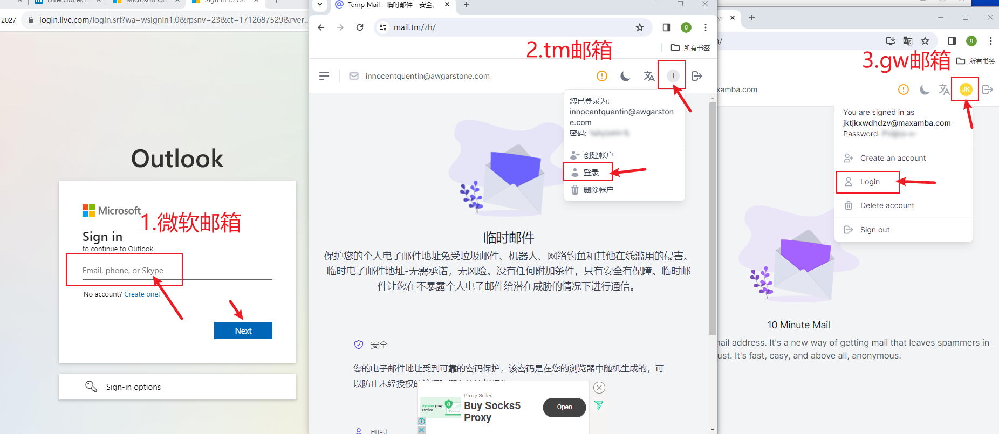 Direcciones d
Microsoft Out
Sign in to Ou
2027
login.live.com/login.srf?wa=wsignin1.0&rpsnv=23&ct=1712687529&rver...
Outlook
Microsoft
1.微软邮箱
Sign in
to continue to Outlook
Email, phone, or Skype
No account? Create one!
Next
Sign-in options
Temp Mail - 临时邮件 - 安全、
mail.tm/zh/
g
2.tm邮箱
所有书签
innocentquentin@awgarstone.com
I
您已登录为:
innocentquentin@awgarston
e.com
密码:
创建帐户
登录
删除帐户
临时邮件
保护您的个人电子邮件地址免受垃圾邮件、机器人、网络钓鱼和其他在线滥用的侵害。
临时电子邮件地址-无需承诺，无风险。没有任何附加条件，只有安全有保障。临时邮
件让您在不暴露个人电子邮件给潜在威胁的情况下进行通信。
安全
您的电子邮件地址受到可靠的密码保护，该密码是在您的浏览器中随机生成的，可
以防止未经授权的
Top-class proxy
provider
Proxy-Seller
Buy Socks5
Proxy
Open
即时
g
3.gw邮箱
所有书签
xamba.com
JK
You are signed in as
jktjkxwdhdzv@maxamba.com
Password:
Create an account
Login
Delete account
Sign out
10 Minute Mail
nail address. It's a new way of getting mail that leaves spammers in
ust. It's fast, easy, and above all, anonymous.